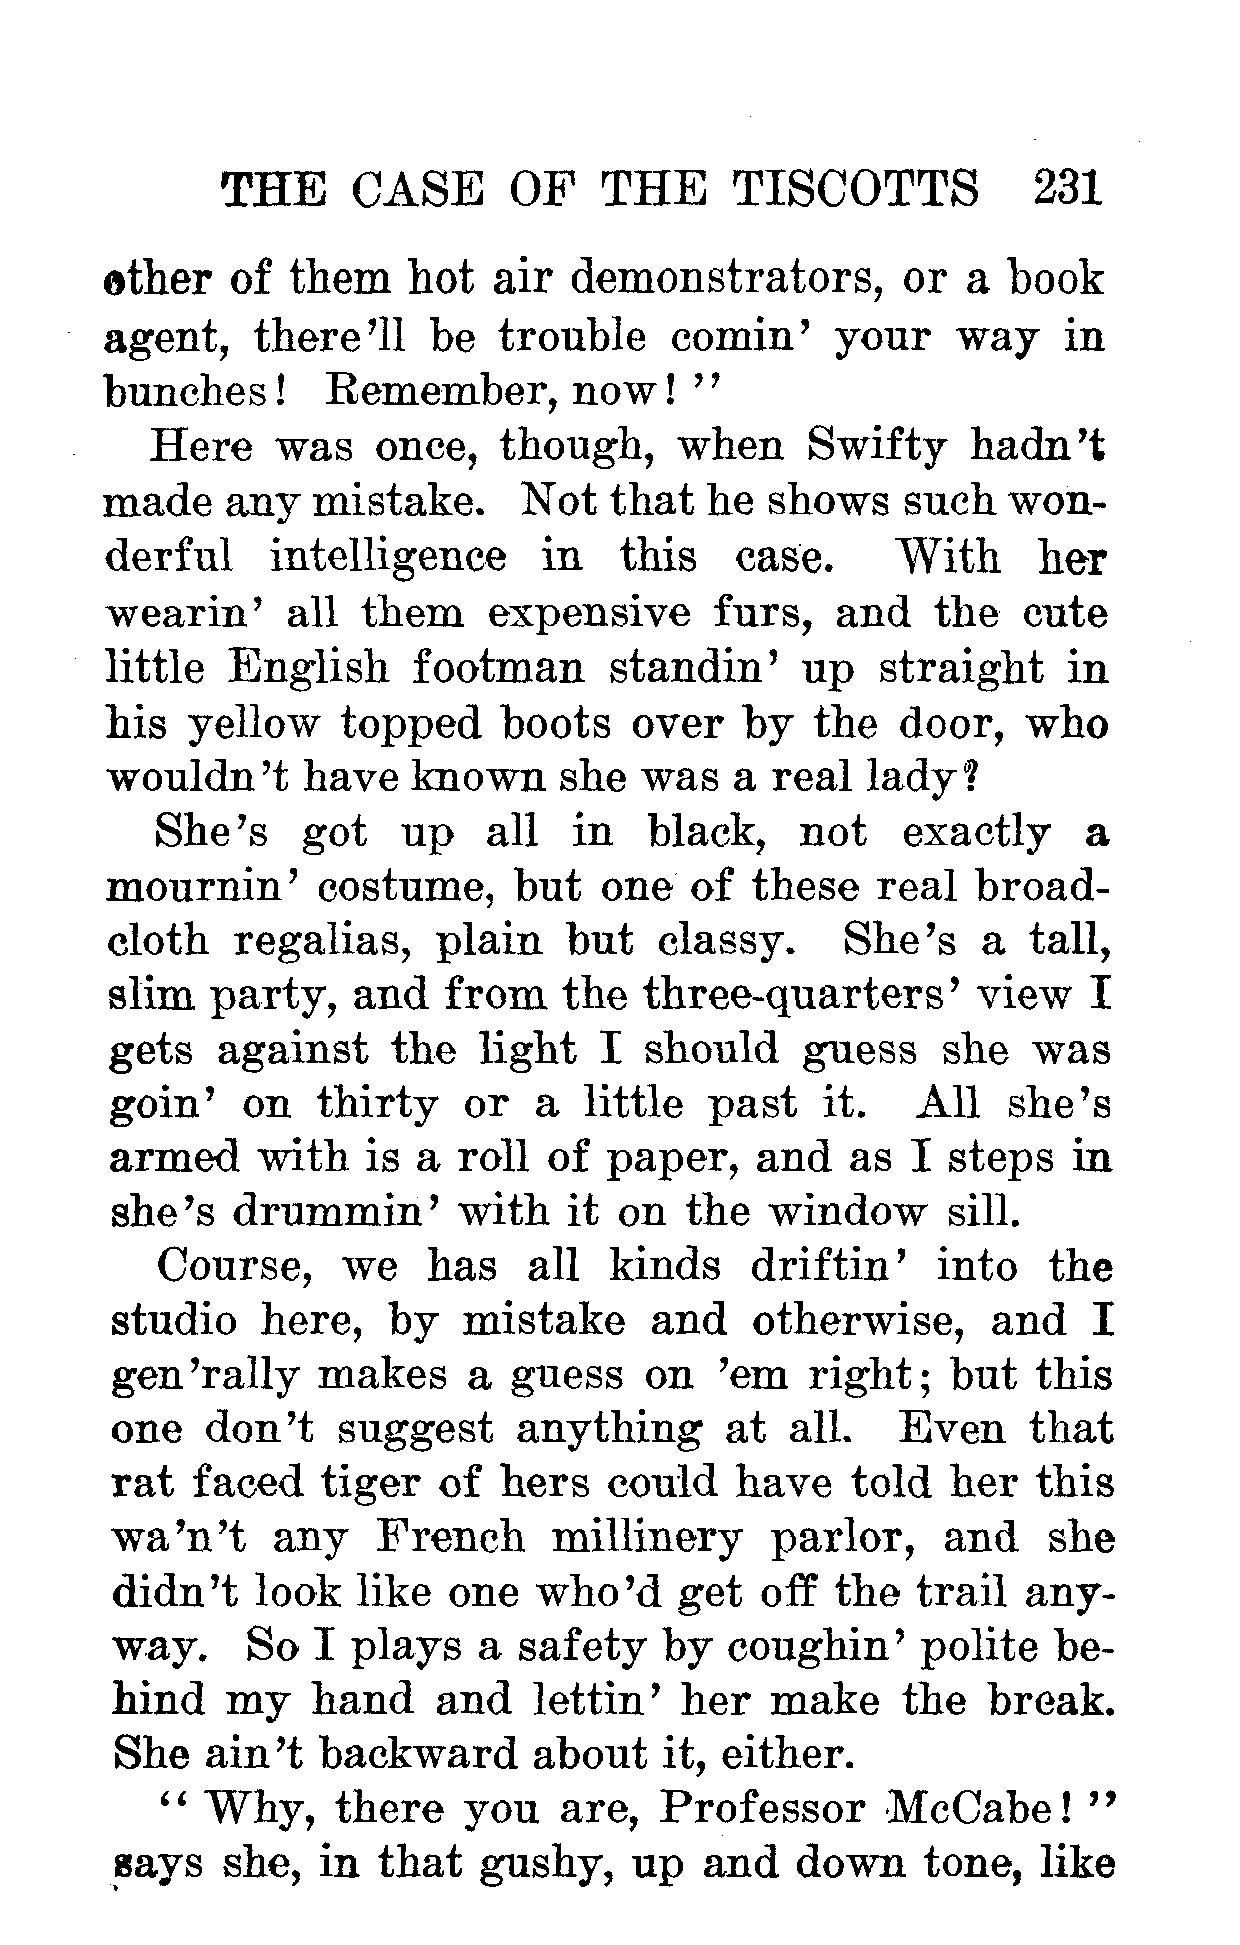 THE CASE OF THE TISCOTTS 231
other of them hot air demonstrators, or a book
agent, there'll be trouble comin' your way in
bunches! Remember, now!"
Here was once, though, when Swifty hadn't
made any mistake. Not that he shows such won-
derful intelligence in this case. With her
wearin' all them expensive furs, and the cute
little English footman standin' up straight in
his yellow topped boots over by the door, who
wouldn't have known she was a real lady?
She's got up all in black, not exactly a
mournin' costume, but one of these real broad-
cloth regalias, plain but classy. She's a tall,
slim party, and from the three-quarters' view I
gets against the light I should guess she was
goin' on thirty or a little past it. All she's
armed with is a roll of paper, and as I steps in
she's drummin' with it on the window sill.
Course, we has all kinds driftin' into the
studio here, by mistake and otherwise, and I
gen'rally makes a guess on 'em right; but this
one don't suggest anything at all. Even that
rat faced tiger of hers could have told her this
wa'n't any French millinery parlor, and she
didn't look like one who'd get off the trail any-
way. So I plays a safety by coughin' polite be-
hind my hand and lettin' her make the break.
She ain't backward about it, either.
"Why, there you are, Professor McCabe!"
says she, in that gushy, up and down tone, like